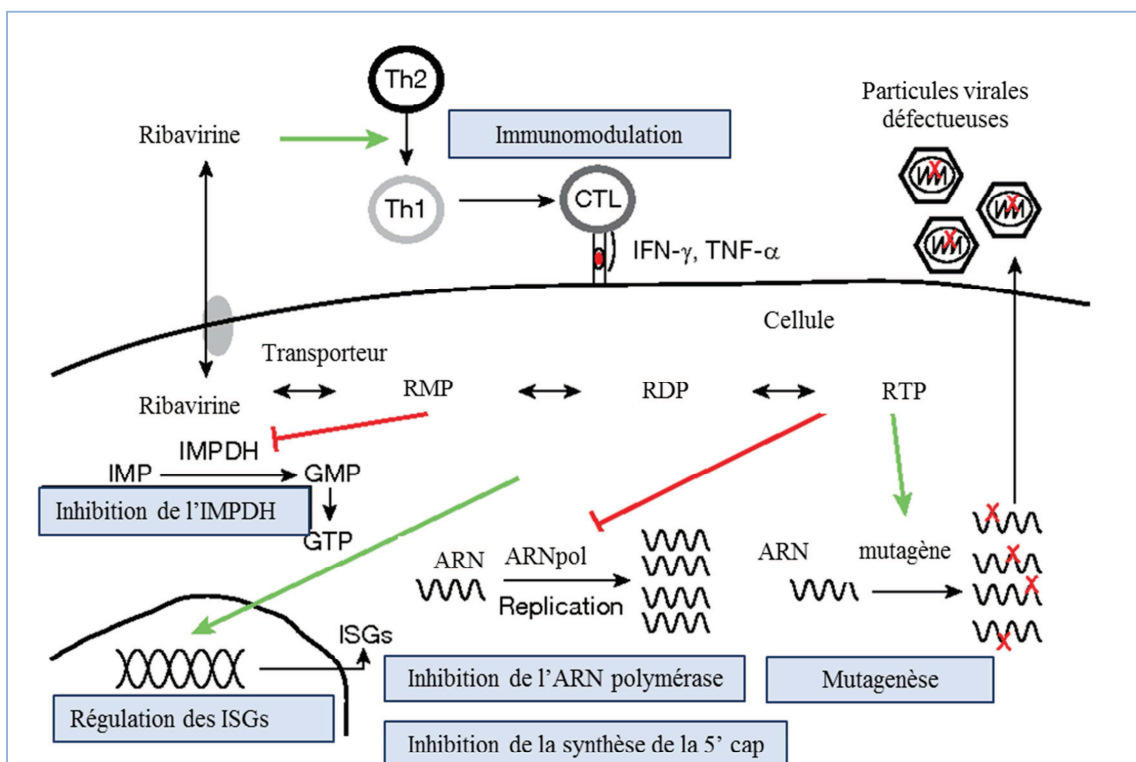 Th2
Particules virales
défectueuses
Ribavirine
Immunomodulation
Th1
CTL
IFN-γ, TNF-α
Cellule
Transporteur
Ribavirine
RMP
RDP
RTP
IMPDH
IMP
GMP
Inhibition de l’IMPDH
GTP
ARN
ARNpol
Replication
ARN
mutagène
ISGs
Régulation des ISGs
Inhibition de l’ARN polymérase
Mutagenèse
Inhibition de la synthèse de la 5’ cap